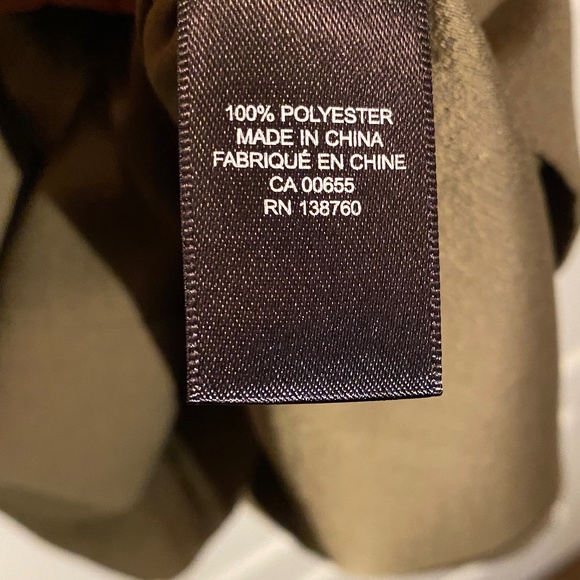 100% POLYESTER
MADE IN CHINA
FABRIQUÉ EN CHINE
CA 00655
RN 138760